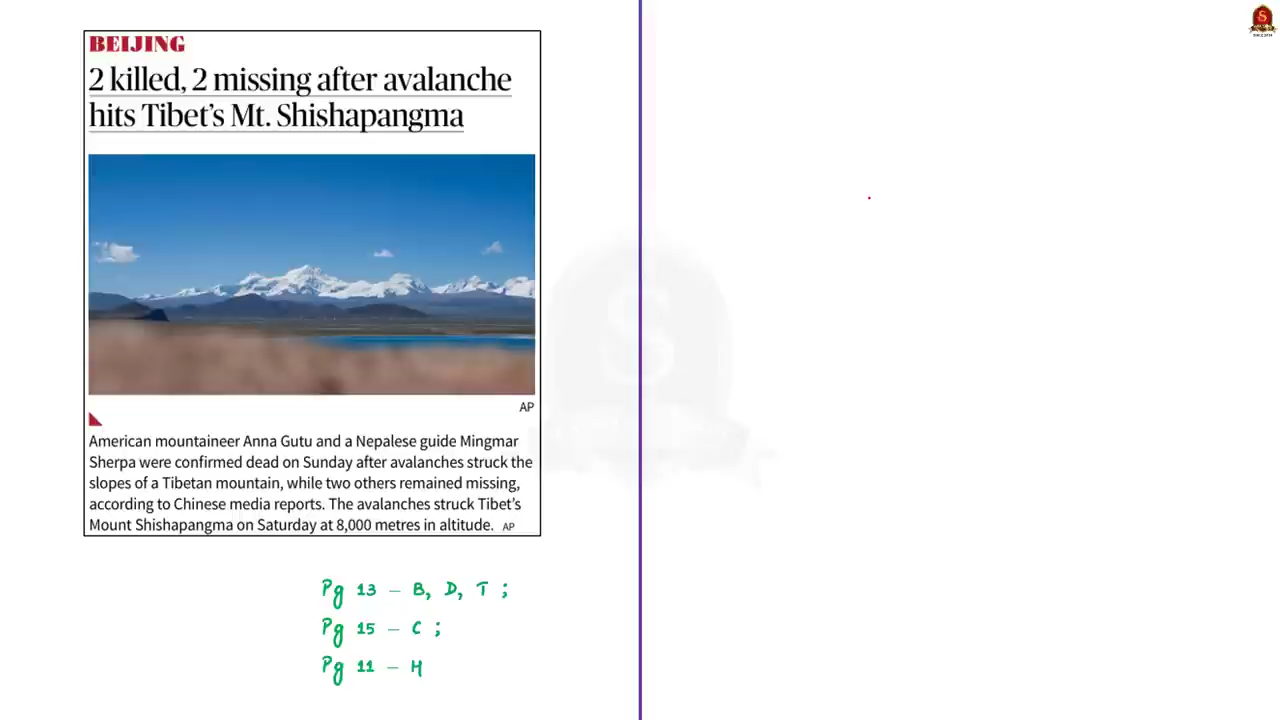 BEIJING
2 killed, 2 missing after avalanche
hits Tibet's Mt. Shishapangma
AP
American mountaineer Anna Gutu and a Nepalese guide Mingmar
Sherpa were confirmed dead on Sunday after avalanches struck the
slopes of a Tibetan mountain, while two others remained missing,
according to Chinese media reports. The avalanches struck Tibet's
Mount Shishapangma on Saturday at 8,000 metres in altitude. AP
Pg 13 – B, D, T ;
Pg 15 – C ;
Pg 11 – H
S